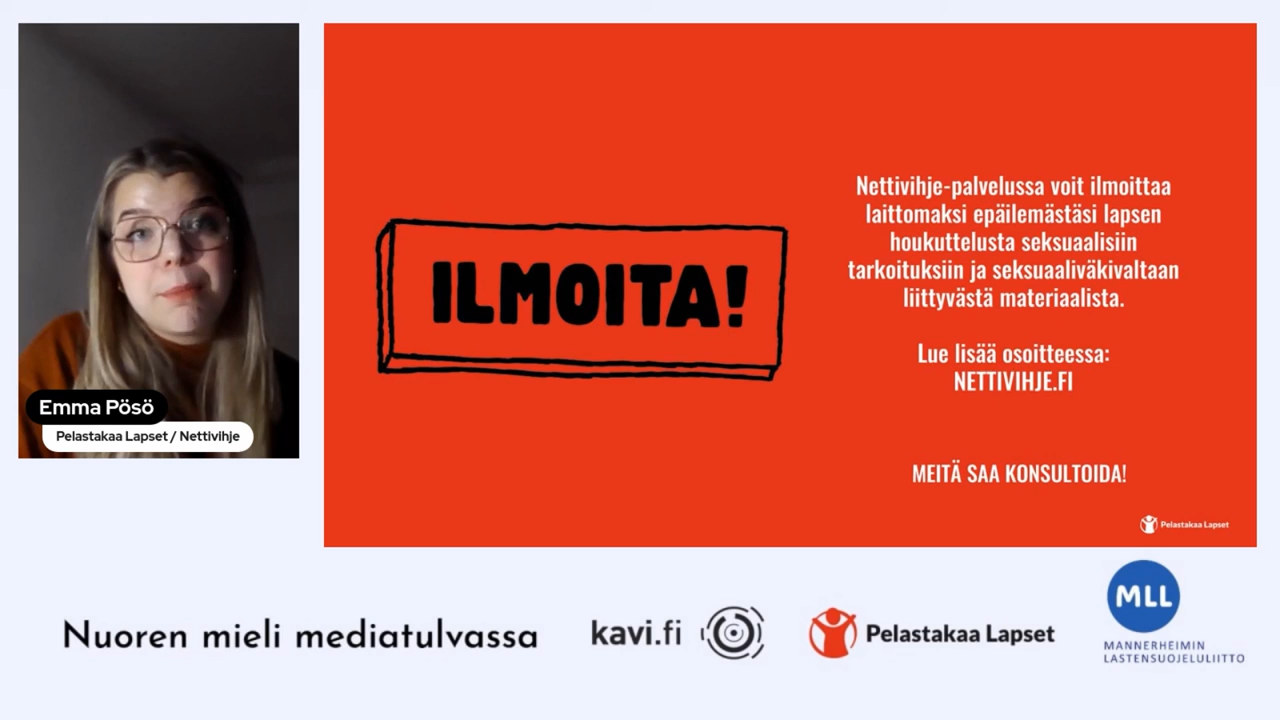 Emma Pösö
Pelastakaa Lapset / Nettivihje
ILMOITA!
Nettivihje-palvelussa voit ilmoittaa
laittomaksi epäilemästäsi lapsen
houkuttelusta seksuaalisiin
tarkoituksiin ja seksuaaliväkivaltaan
liittyvästä materiaalista.
Lue lisää osoitteessa:
NETTIVIHJE.FI
MEITÄ SAA KONSULTOIDA!
Pelastakaa Lapset
Nuoren mieli mediatulvassa
kavi.fi
Pelastakaa Lapset
MLL
MANNERHEIMIN
LASTENSUOJELULIITTO